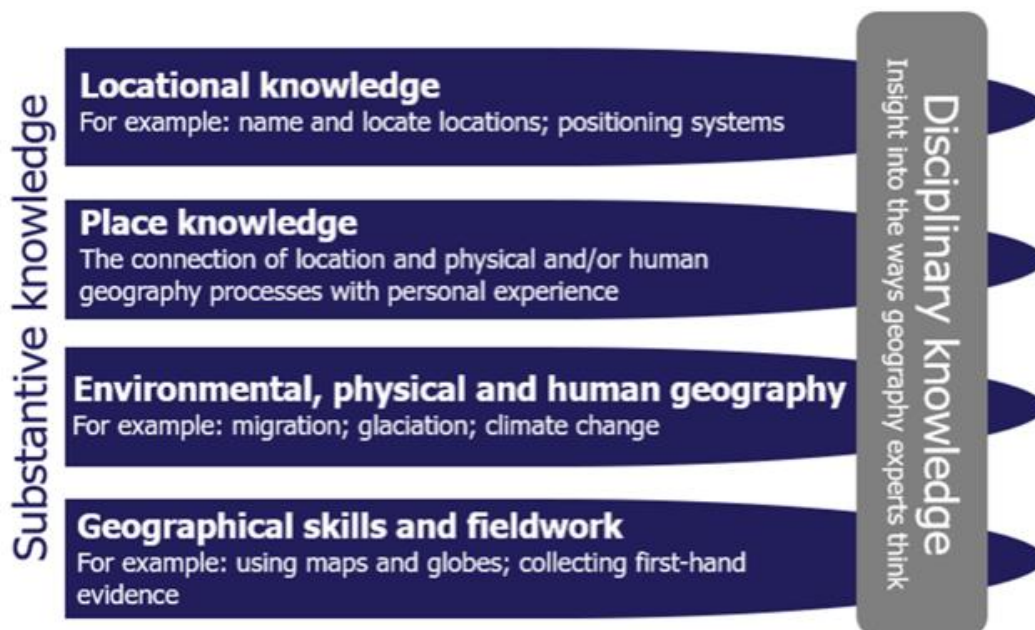 Substantive knowledge
Locational knowledge
For example: name and locate locations; positioning systems
Place knowledge
The connection of location and physical and/or human
geography processes with personal experience
Environmental, physical and human geography
For example: migration; glaciation; climate change
Geographical skills and fieldwork
For example: using maps and globes; collecting first-hand
evidence
Disciplinary knowledge
Insight into the ways geography experts think